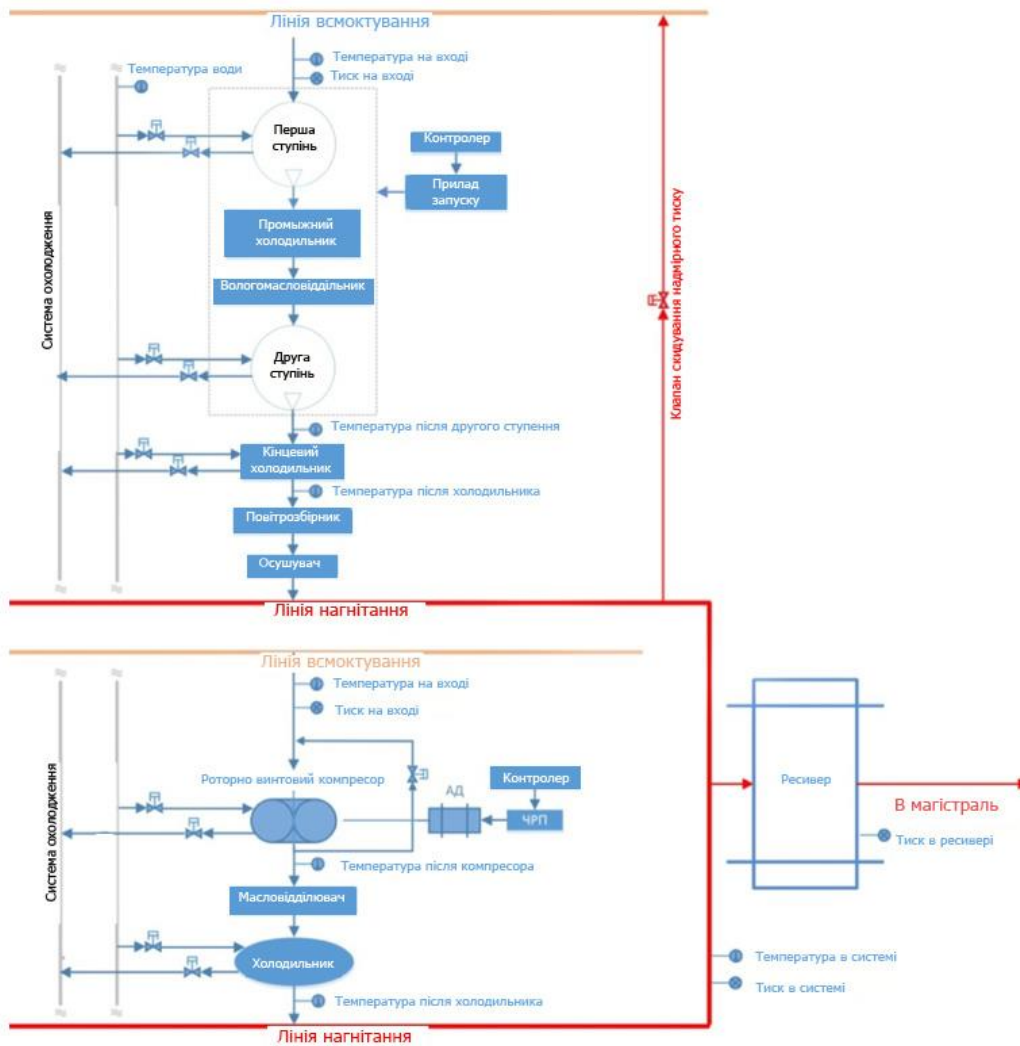 Лінія всмоктування
Температура на вході
Тиск на вході
Температура води
Перша
ступінь
Контролер
Прилад
запуску
Промыжний
холодильник
Вологомасловіддільник
Система охолодження
Клапан скидування надмірного тиску
Друга
ступінь
Температура після другого ступення
Кінцевий
холодильник
Температура після холодильника
Повітрозбірник
Осушувач
Лінія нагнітання
Лінія всмоктування
Температура на вході
Тиск на вході
Роторно винтовий компресор
АД
Контролер
ЧРП
Система охолодження
Температура після компресора
Масловідділювач
Холодильник
Температура після холодильника
Лінія нагнітання
Ресивер
В магістраль
Тиск в ресивері
Температура в системі
Тиск в системі